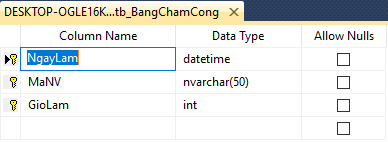 DESKTOP-OGLE16K...tb_BangChamCong
Column Name Data Type Allow Nulls
NgayLam datetime
MaNV nvarchar(50)
GioLam int